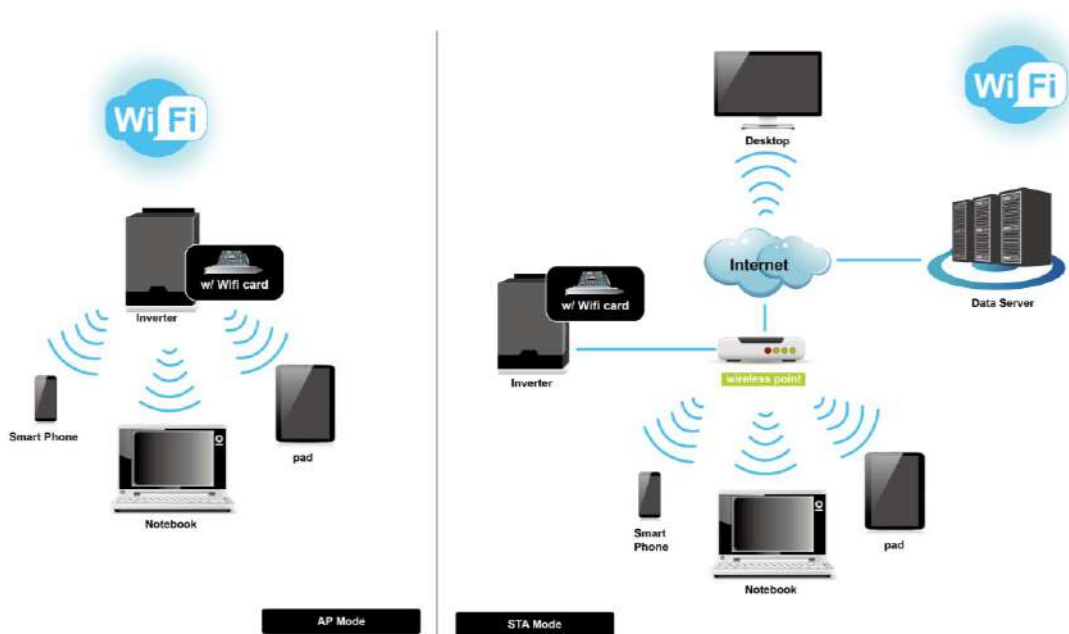 WiFi
w/ Wifi card
Inverter
Smart Phone
pad
Notebook
AP Mode
WiFi
Desktop
Internet
Data Server
w/ Wifi card
Inverter
wireless point
Smart
Phone
pad
Notebook
STA Mode